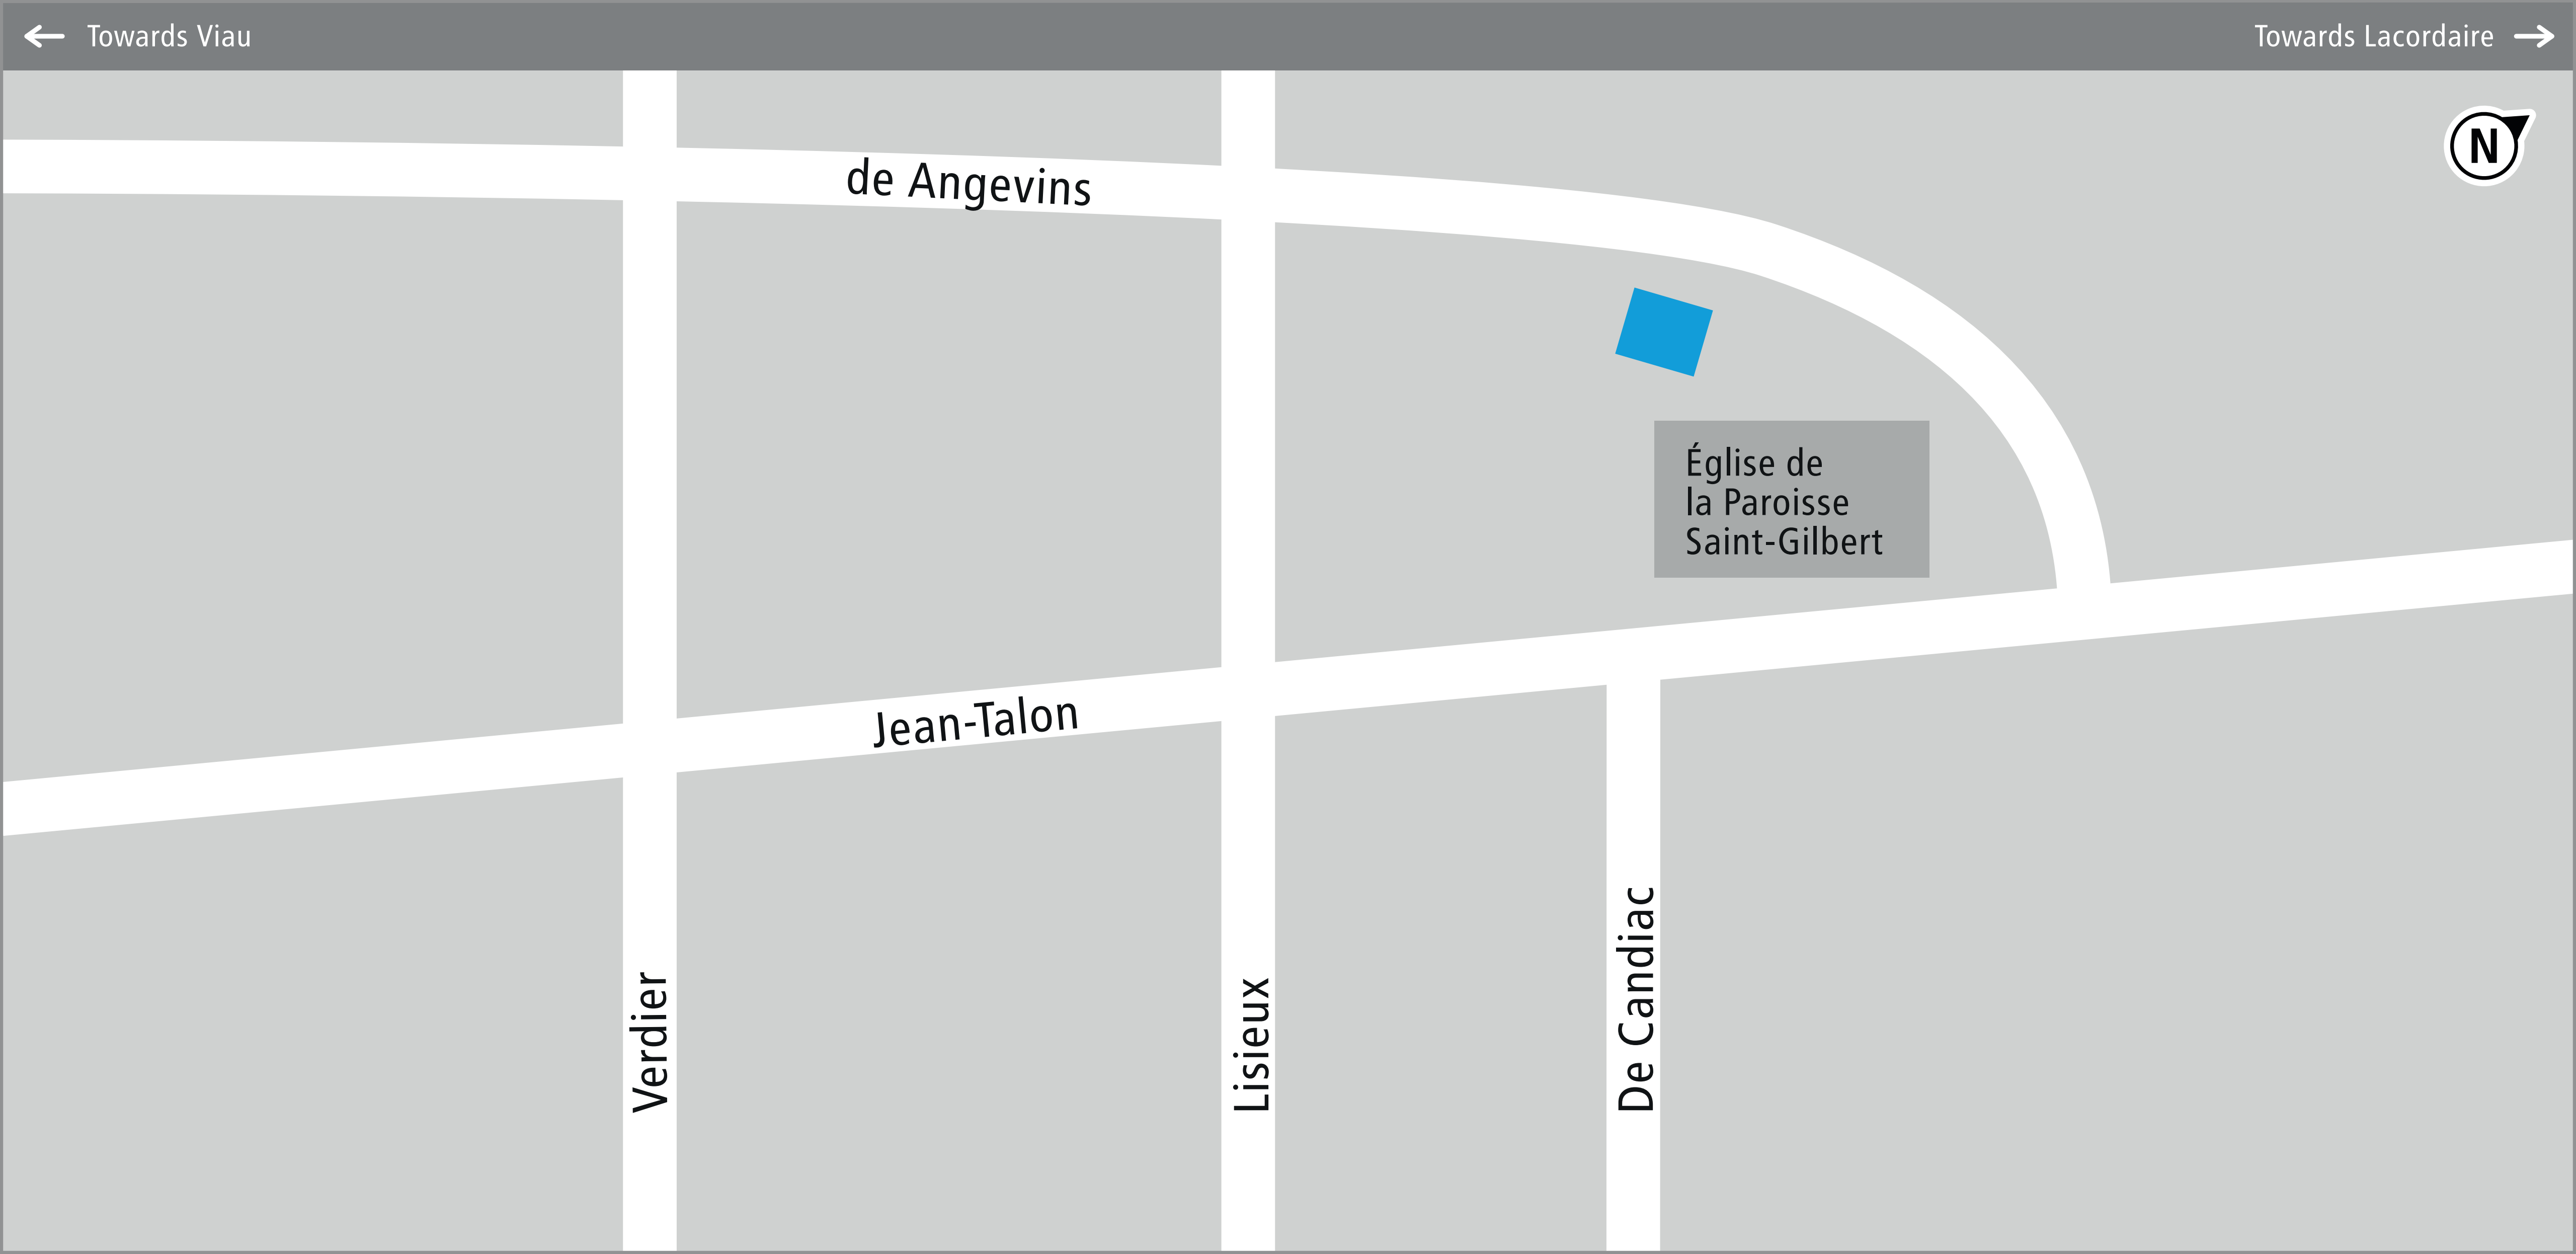 Towards Viau
Towards Lacordaire
N
de Angevins
Église de
la Paroisse
Saint-Gilbert
Jean-Talon
Verdier
Lisieux
De Candiac